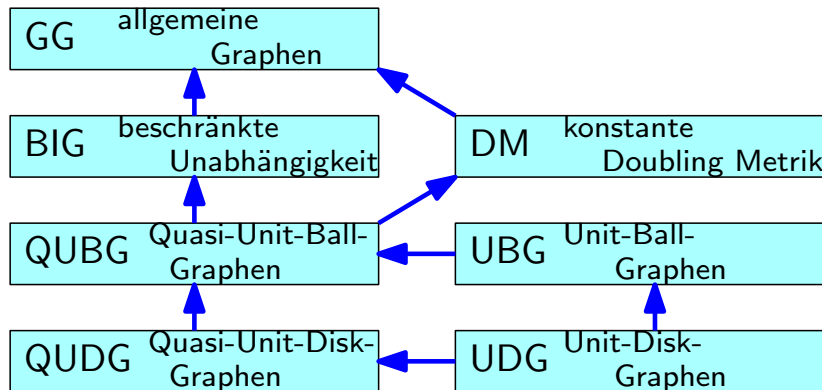 GG allgemeine
Graphen
BIG beschränkte
Unabhängigkeit
DM konstante
Doubling Metrik
QUBG Quasi-Unit-Ball-
Graphen
UBG Unit-Ball-
Graphen
QUDG Quasi-Unit-Disk-
Graphen
UDG Unit-Disk-
Graphen